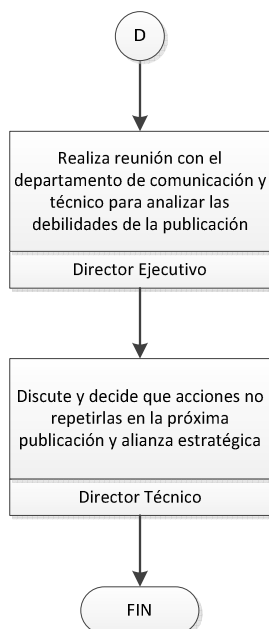 D
Realiza reunión con el
departamento de comunicación y
técnico para analizar las
debilidades de la publicación
Director Ejecutivo
Discute y decide que acciones no
repetirlas en la próxima
publicación y alianza estratégica
Director Técnico
FIN